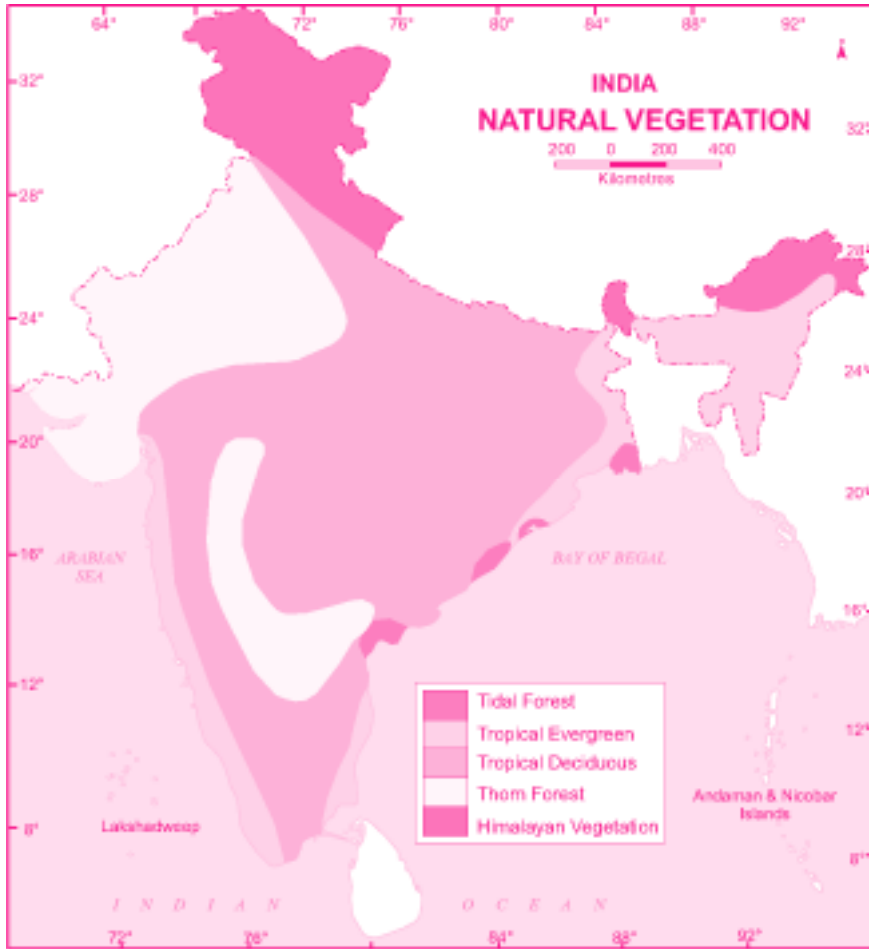 64°
72°
76°
80°
84°
88°
92°
32°
INDIA
NATURAL VEGETATION
200 0 200 400
Kilometres
32°
28°
28°
24°
24°
20°
20°
ARABIAN
SEA
16°
BAY OF BEGAL
16°
12°
Tidal Forest
Tropical Evergreen
Tropical Deciduous
Thorn Forest
Himalayan Vegetation
12°
Lakshadweep
Andaman & Nicobar
Islands
8°
8°
INDIAN OCEAN
72°
84°
88°
92°